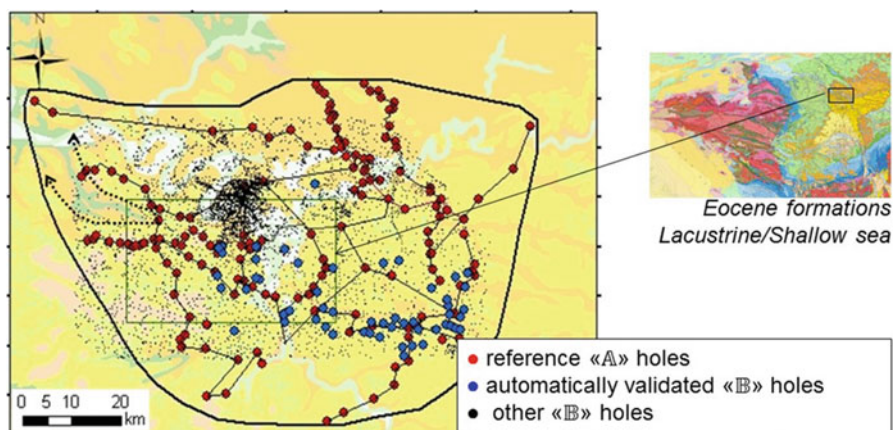 N
Eocene formations
Lacustrine/Shallow sea
reference «𝔸» holes
automatically validated «𝔹» holes
other «𝔹» holes
0 5 10 20
km